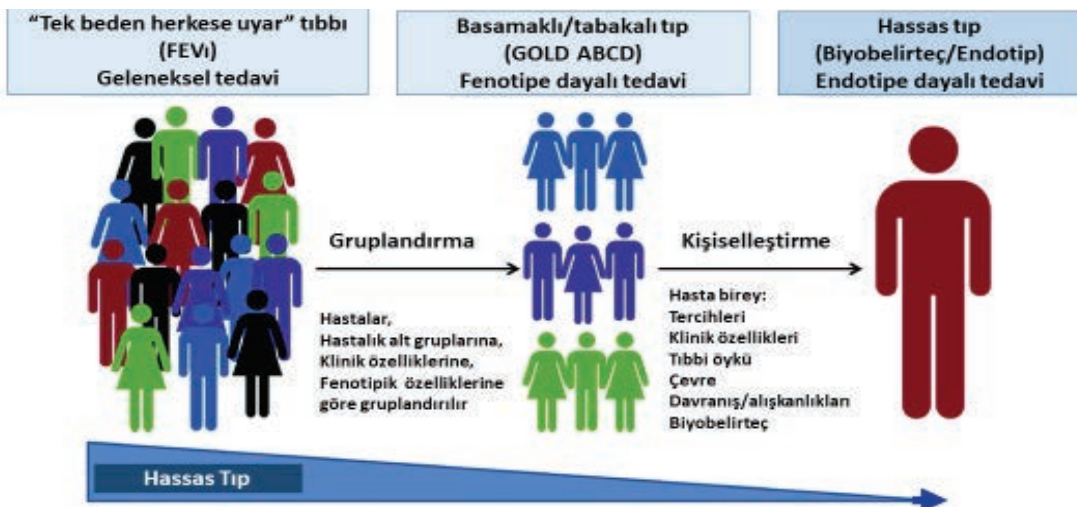 “Tek beden herkese uyar” tıbbı
(FEV₁)
Geleneksel tedavi
Basamaklı/tabakalı tıp
(GOLD ABCD)
Fenotipe dayalı tedavi
Hassas tıp
(Biyobelirteç/Endotip)
Endotipe dayalı tedavi
Gruplandırma
Hastalar,
Hastalık alt gruplarına,
Klinik özelliklerine,
Fenotipik özelliklerine
göre gruplandırılır
Kişiselleştirme
Hasta birey:
Tercihleri
Klinik özellikleri
Tıbbi öykü
Çevre
Davranış/alışkanlıkları
Biyobelirteç
Hassas Tıp